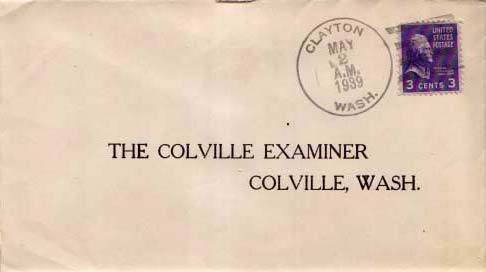 CLAYTON
MAY
2
A.M.
1939
WASH.
UNITED
STATES
POSTAGE
3 CENTS 3
THE COLVILLE EXAMINER
COLVILLE, WASH.